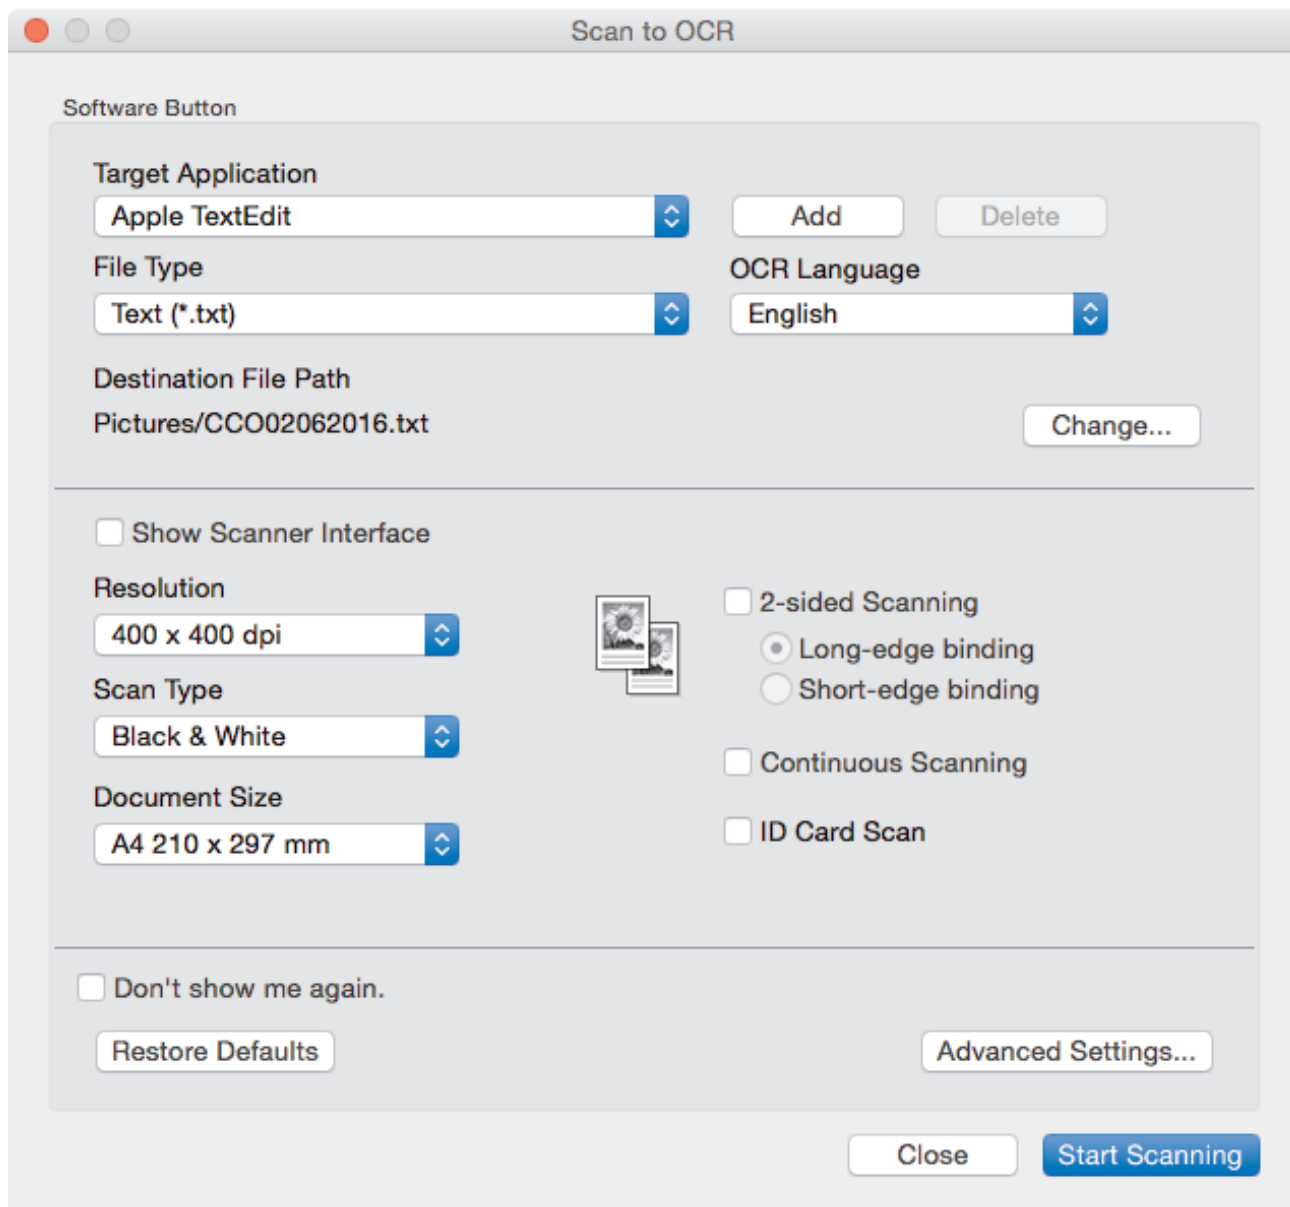 Scan to OCR
Software Button
Target Application
Apple TextEdit
Add
Delete
File Type
OCR Language
Text (*.txt)
English
Destination File Path
Pictures/CCO02062016.txt
Change...
Show Scanner Interface
Resolution
400 x 400 dpi
2-sided Scanning
Long-edge binding
Short-edge binding
Scan Type
Black & White
Continuous Scanning
Document Size
A4 210 x 297 mm
ID Card Scan
Don't show me again.
Restore Defaults
Advanced Settings...
Close
Start Scanning